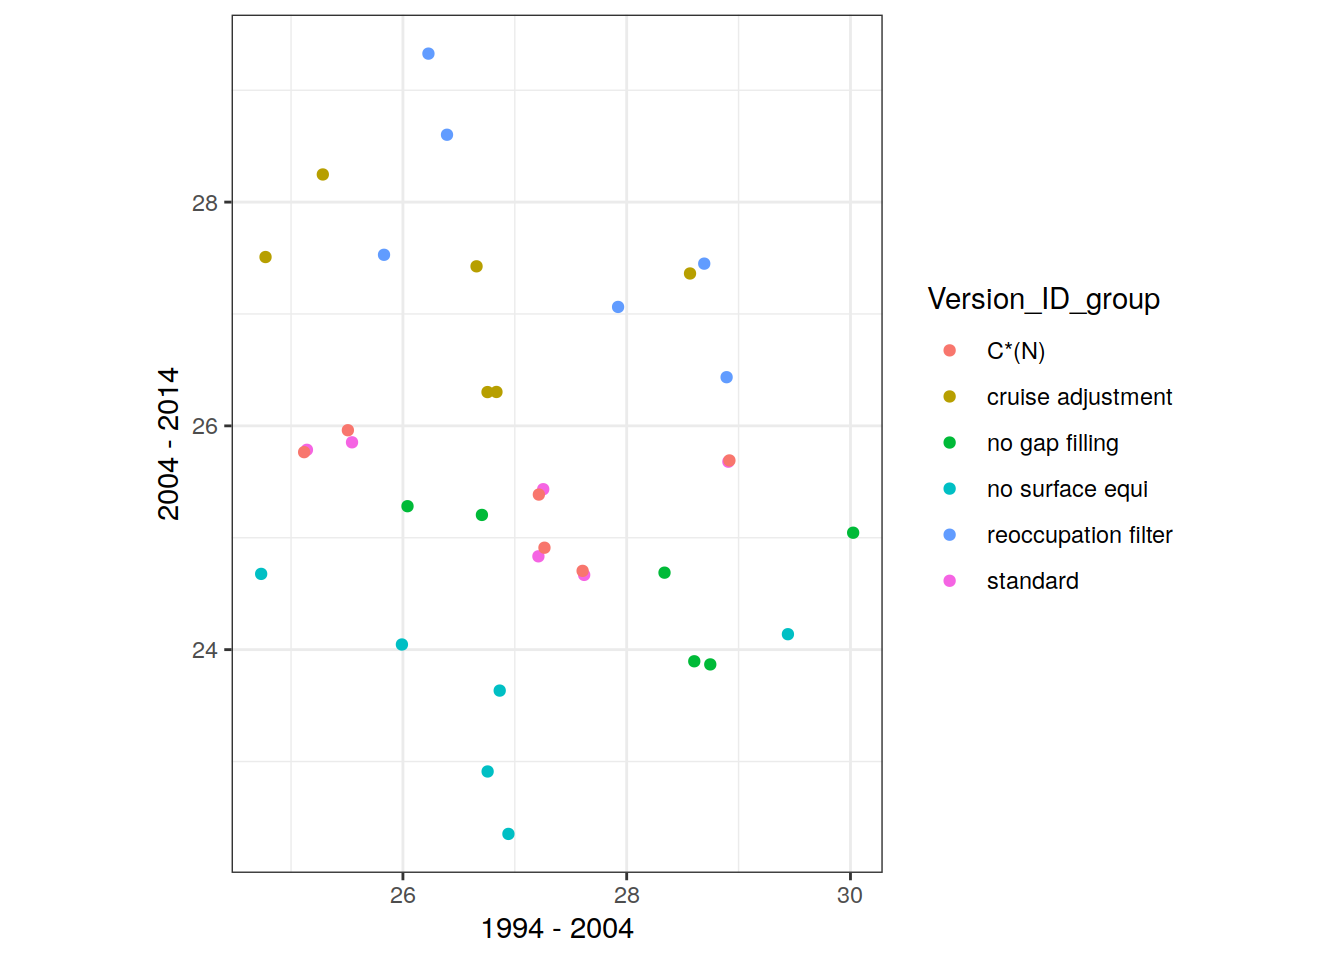 28
26
24
2004 - 2014
26
28
30
1994 - 2004
Version_ID_group
C*(N)
cruise adjustment
no gap filling
no surface equi
reoccupation filter
standard